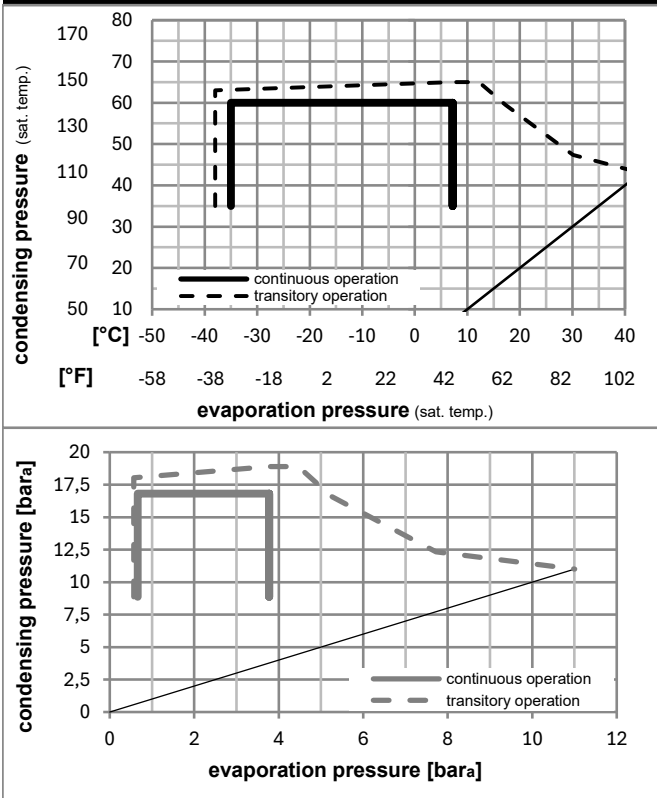 170 80
70
150 60
130 50
110 40
90 30
70 20
50 10
condensing pressure (sat. temp.)
continuous operation
transitory operation
[°C] -50 -40 -30 -20 -10 0 10 20 30 40
[°F] -58 -38 -18 2 22 42 62 82 102
evaporation pressure (sat. temp.)
condensing pressure [bara]
20
17,5
15
12,5
10
7,5
5
2,5
0
continuous operation
transitory operation
0 2 4 6 8 10 12
evaporation pressure [bara]